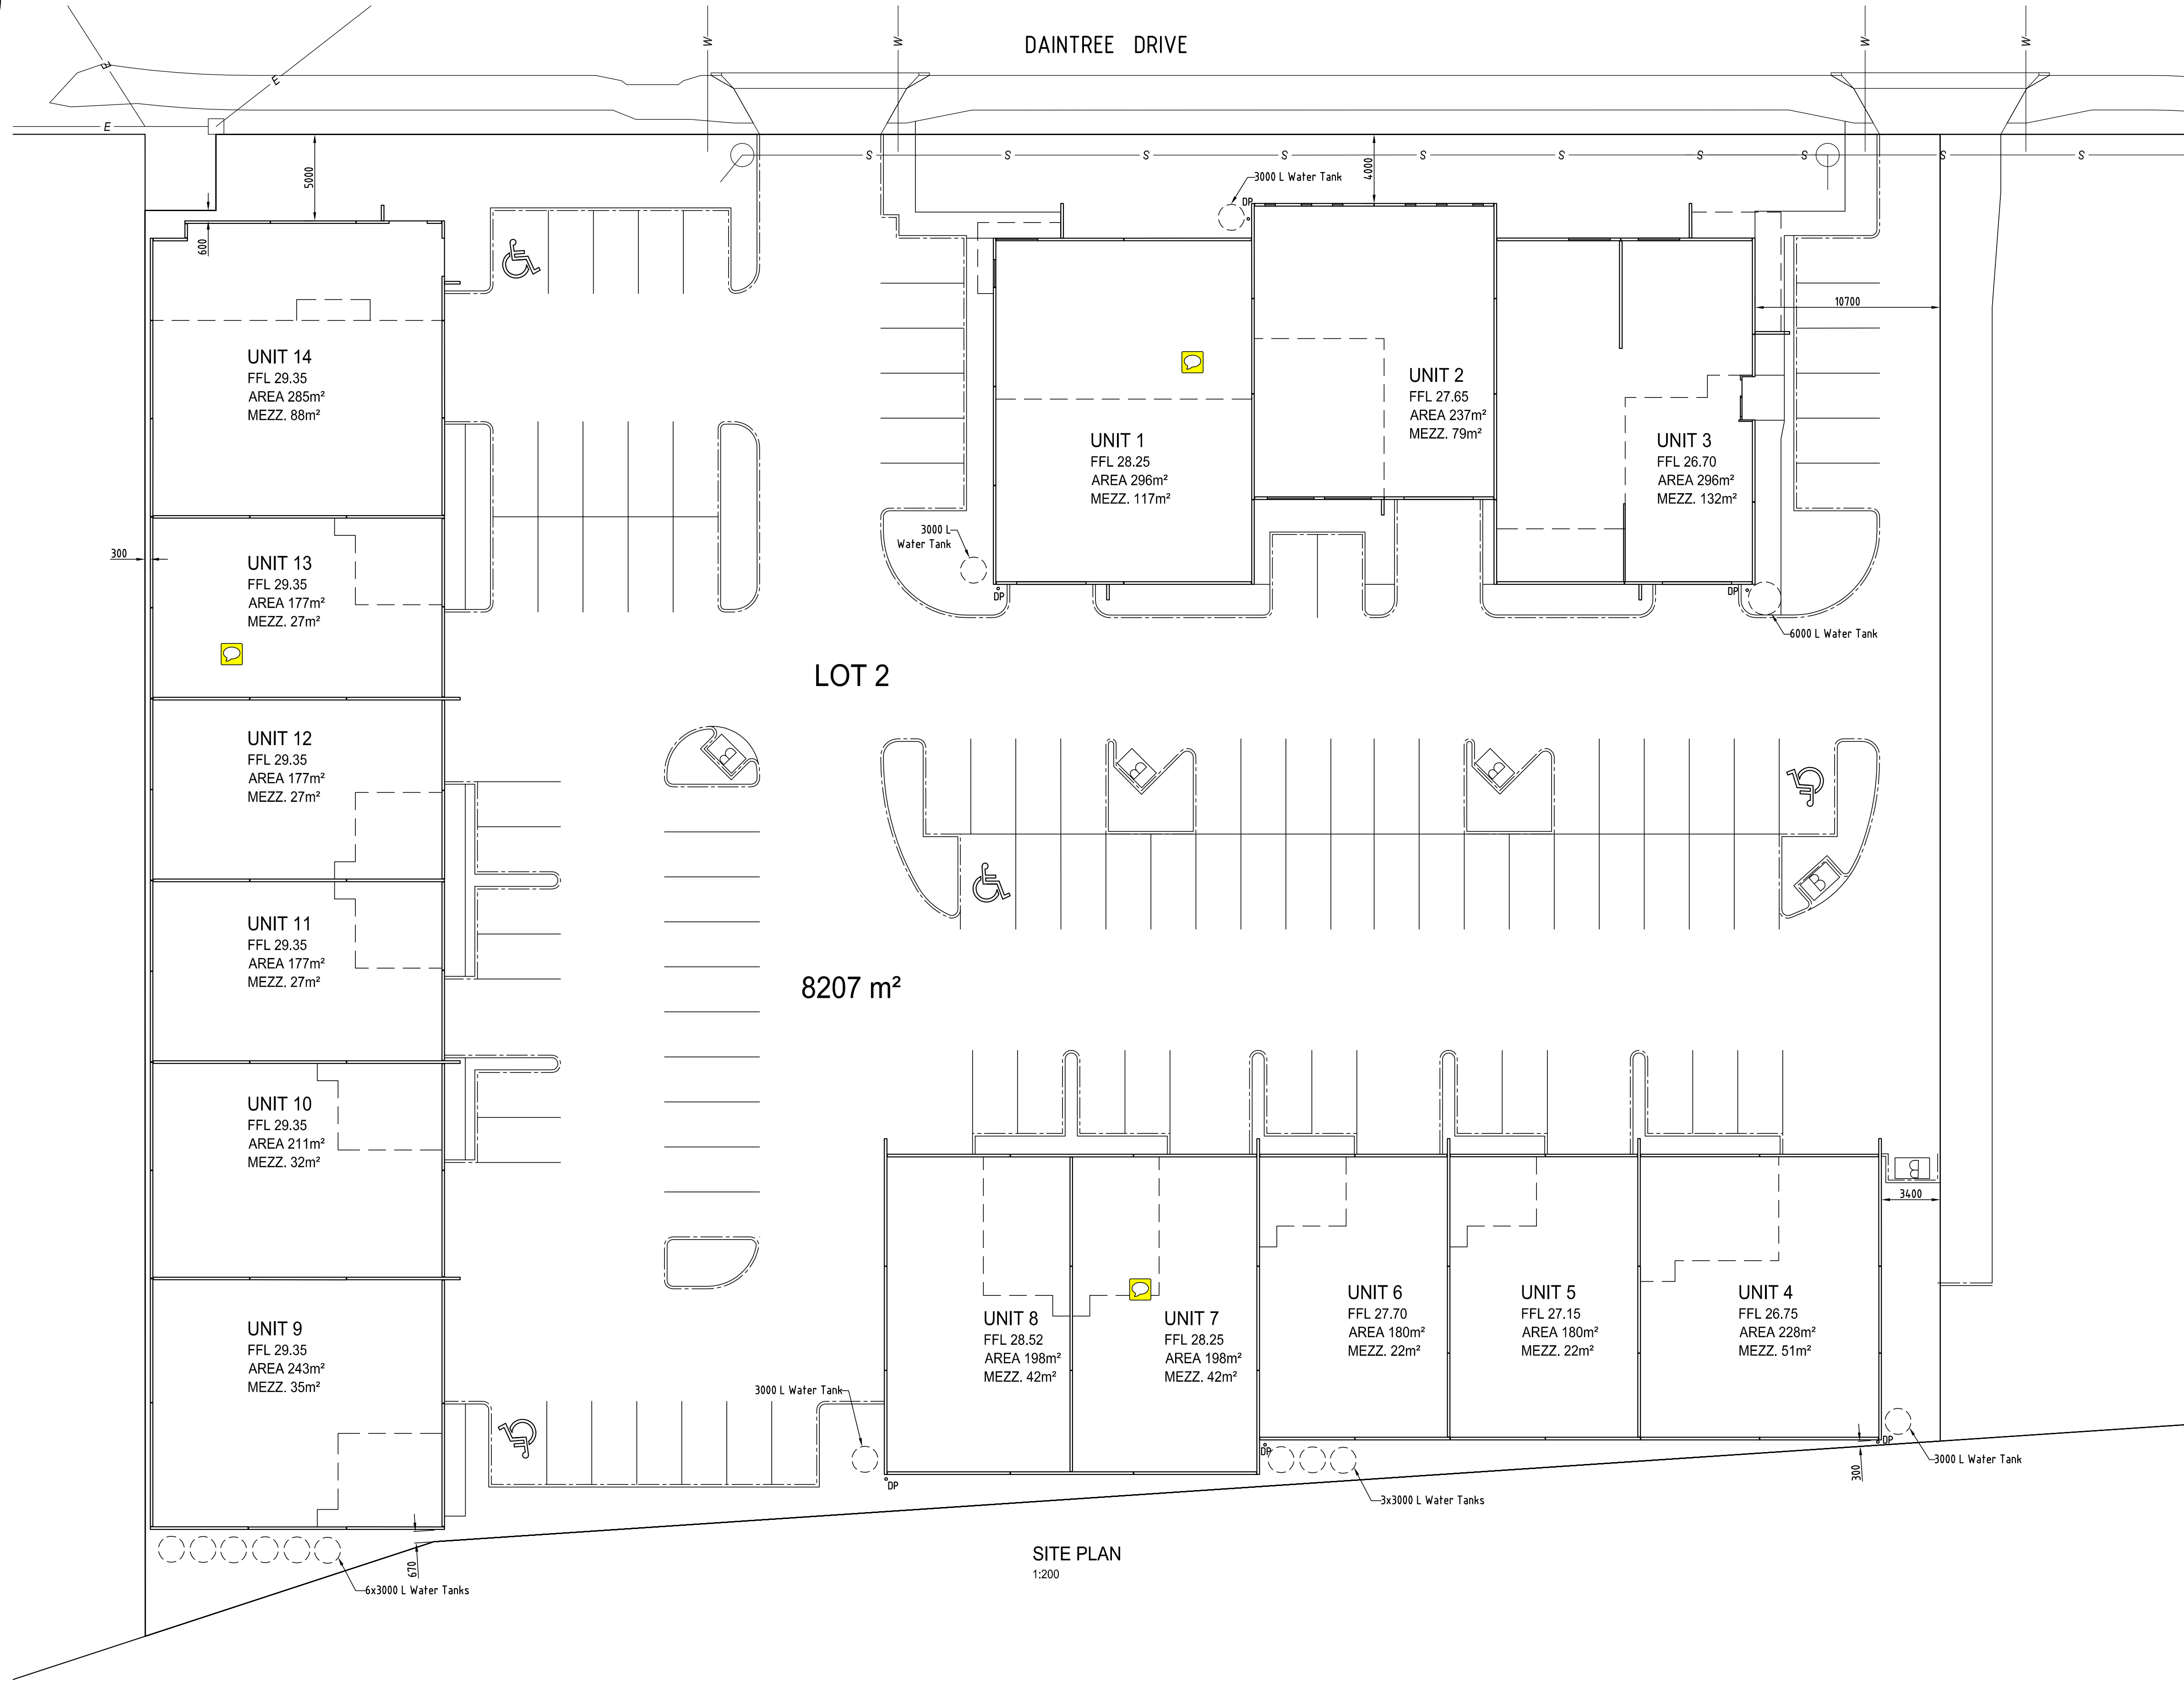 DAINTREE DRIVE
W
W
W
W
E
E
E
S
S
S
S
S
S
S
S
S
S
5000
4000
600
3000 L Water Tank
DP
10700
UNIT 14
FFL 29.35
AREA 285m²
MEZZ. 88m²
UNIT 1
FFL 28.25
AREA 296m²
MEZZ. 117m²
UNIT 2
FFL 27.65
AREA 237m²
MEZZ. 79m²
UNIT 3
FFL 26.70
AREA 296m²
MEZZ. 132m²
3000 L
Water Tank
DP
DP
6000 L Water Tank
300
UNIT 13
FFL 29.35
AREA 177m²
MEZZ. 27m²
LOT 2
UNIT 12
FFL 29.35
AREA 177m²
MEZZ. 27m²
B
B
B
B
UNIT 11
FFL 29.35
AREA 177m²
MEZZ. 27m²
8207 m²
UNIT 10
FFL 29.35
AREA 211m²
MEZZ. 32m²
B
3400
UNIT 9
FFL 29.35
AREA 243m²
MEZZ. 35m²
UNIT 8
FFL 28.52
AREA 198m²
MEZZ. 42m²
UNIT 7
FFL 28.25
AREA 198m²
MEZZ. 42m²
UNIT 6
FFL 27.70
AREA 180m²
MEZZ. 22m²
UNIT 5
FFL 27.15
AREA 180m²
MEZZ. 22m²
UNIT 4
FFL 26.75
AREA 228m²
MEZZ. 51m²
3000 L Water Tank
DP
DP
DP
300
3000 L Water Tank
3x3000 L Water Tanks
670
6x3000 L Water Tanks
SITE PLAN
1:200